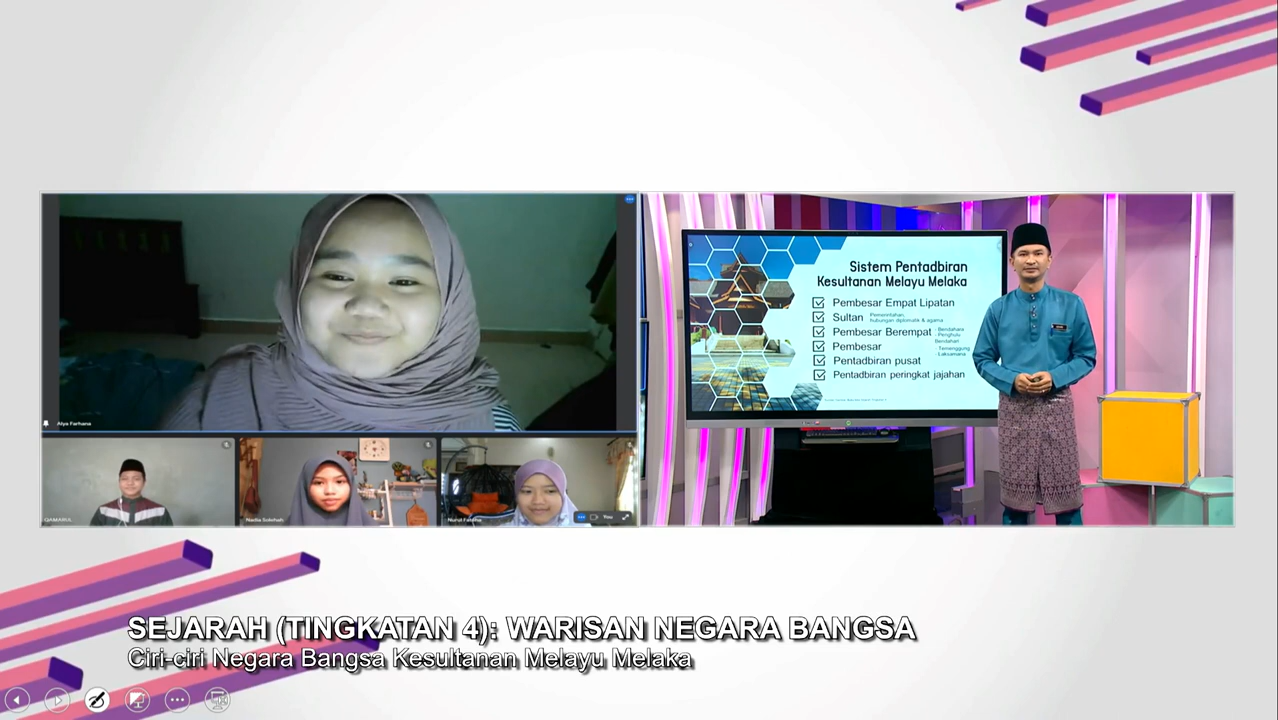 Alya Farhana
QAMARUL
Nadia Solehah
You
Sistem Pentadbiran
Kesultanan Melayu Melaka
Pembesar Empat Lipatan
Sultan
Pemerintahan,
hubungan diplomatik & agama
Pembesar Berempat
- Bendahara
- Penghulu
Bendahari
- Temenggung
- Laksamana
Pembesar
Pentadbiran pusat
Pentadbiran peringkat jajahan
SEJARAH (TINGKATAN 4): WARISAN NEGARA BANGSA
Ciri-ciri Negara Bangsa Kesultanan Melayu Melaka